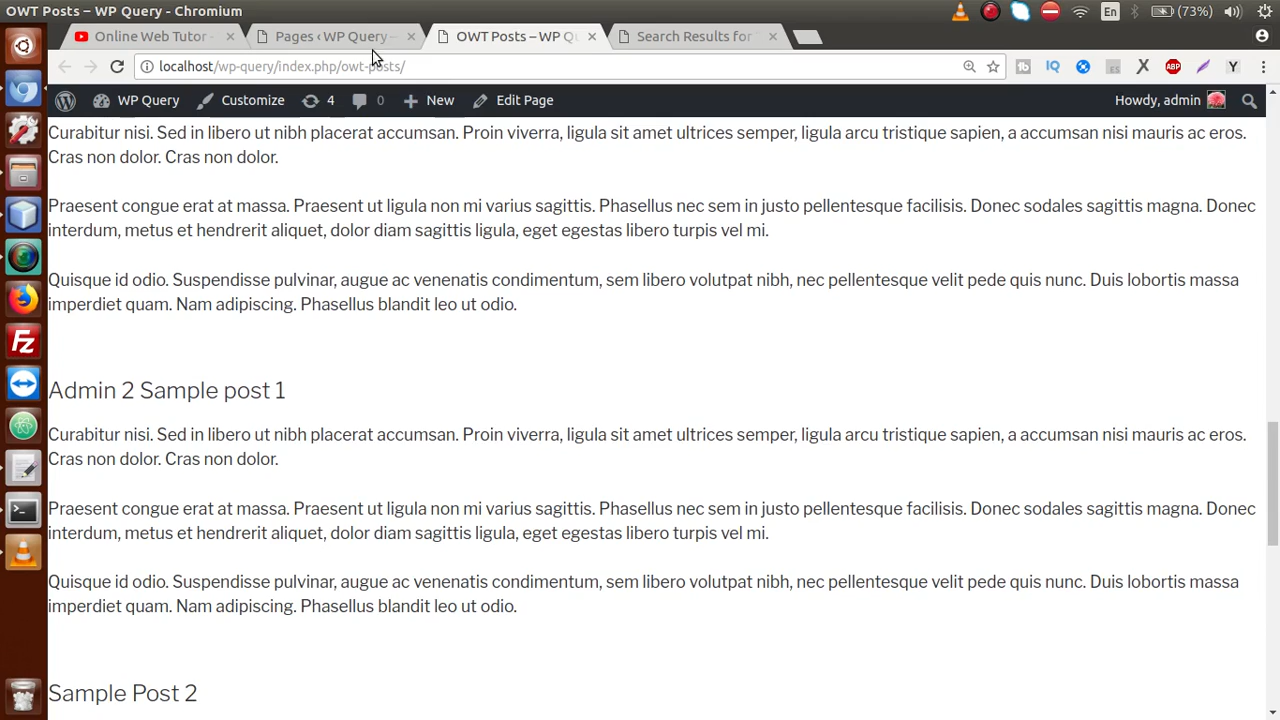 OWT Posts – WP Query - Chromium
En
(73%)
Online Web Tutor -
Pages ‹ WP Query –
OWT Posts – WP Qu
Search Results for
localhost/wp-query/index.php/owt-posts/
IQ
ES
ABP
Y
WP Query
Customize
4
0
New
Edit Page
Howdy, admin
Curabitur nisi. Sed in libero ut nibh placerat accumsan. Proin viverra, ligula sit amet ultrices semper, ligula arcu tristique sapien, a accumsan nisi mauris ac eros.
Cras non dolor. Cras non dolor.
Praesent congue erat at massa. Praesent ut ligula non mi varius sagittis. Phasellus nec sem in justo pellentesque facilisis. Donec sodales sagittis magna. Donec
interdum, metus et hendrerit aliquet, dolor diam sagittis ligula, eget egestas libero turpis vel mi.
Quisque id odio. Suspendisse pulvinar, augue ac venenatis condimentum, sem libero volutpat nibh, nec pellentesque velit pede quis nunc. Duis lobortis massa
imperdiet quam. Nam adipiscing. Phasellus blandit leo ut odio.
Admin 2 Sample post 1
Curabitur nisi. Sed in libero ut nibh placerat accumsan. Proin viverra, ligula sit amet ultrices semper, ligula arcu tristique sapien, a accumsan nisi mauris ac eros.
Cras non dolor. Cras non dolor.
Praesent congue erat at massa. Praesent ut ligula non mi varius sagittis. Phasellus nec sem in justo pellentesque facilisis. Donec sodales sagittis magna. Donec
interdum, metus et hendrerit aliquet, dolor diam sagittis ligula, eget egestas libero turpis vel mi.
Quisque id odio. Suspendisse pulvinar, augue ac venenatis condimentum, sem libero volutpat nibh, nec pellentesque velit pede quis nunc. Duis lobortis massa
imperdiet quam. Nam adipiscing. Phasellus blandit leo ut odio.
Sample Post 2